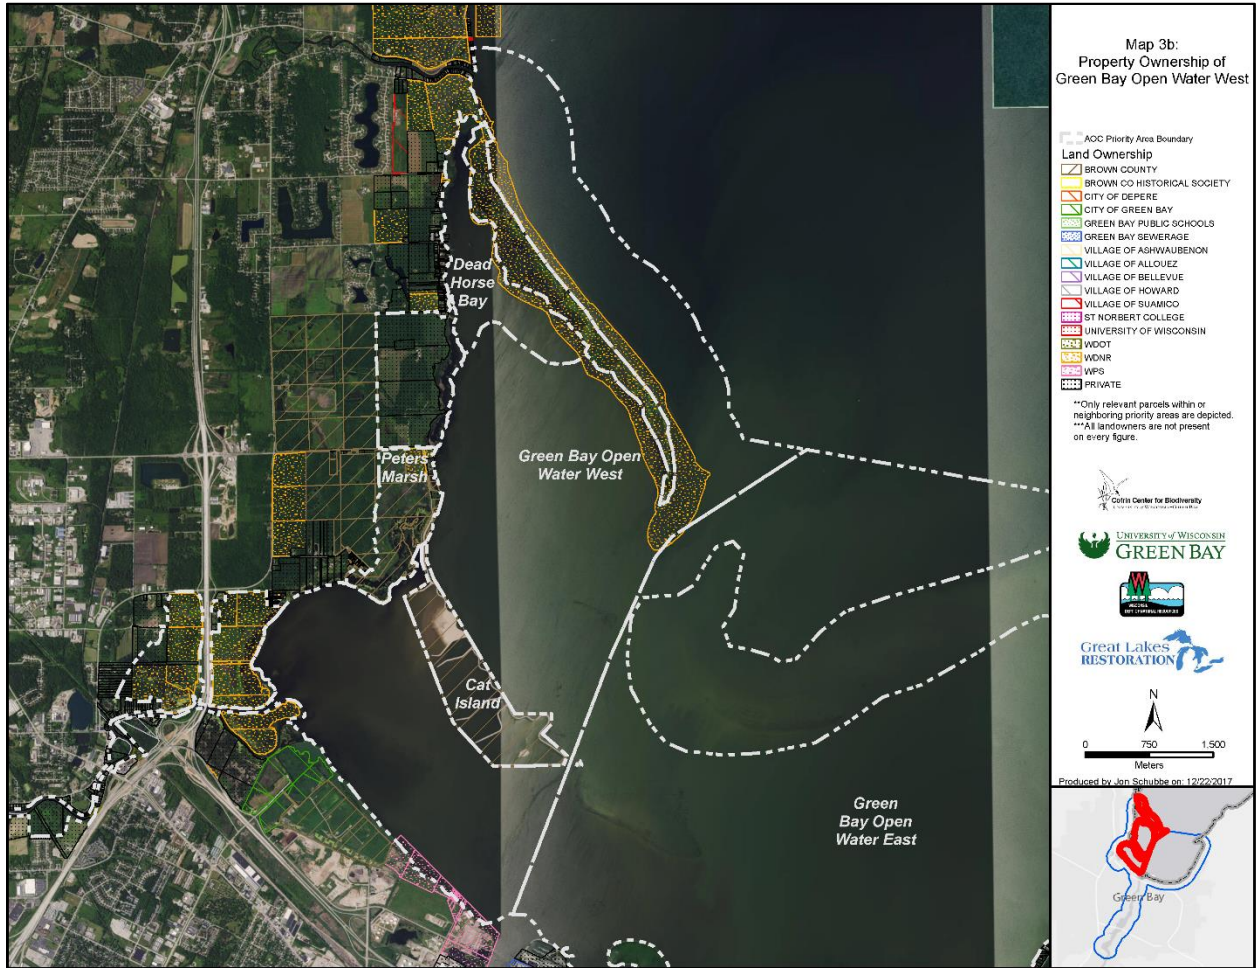 Map 3b:
Property Ownership of
Green Bay Open Water West
AOC Priority Area Boundary
Land Ownership
BROWN COUNTY
BROWN CO HISTORICAL SOCIETY
CITY OF DEPERE
CITY OF GREEN BAY
GREEN BAY PUBLIC SCHOOLS
GREEN BAY SEWERAGE
VILLAGE OF ASHWAUBENON
VILLAGE OF ALLOUEZ
VILLAGE OF BELLEVUE
VILLAGE OF HOWARD
VILLAGE OF SUAMICO
ST NORBERT COLLEGE
UNIVERSITY OF WISCONSIN
WDOT
WDNR
WPS
PRIVATE
**Only relevant parcels within or
neighboring priority areas are depicted.
***All landowners are not present
on every figure.
Cofrin Center for Biodiversity
UNIVERSITY of WISCONSIN
GREEN BAY
WISCONSIN
DEPT. OF NATURAL RESOURCES
Great Lakes
RESTORATION
N
0 750 1,500
Meters
Produced by Jon Schubbe on: 12/22/2017
Green Bay
Dead
Horse
Bay
Green Bay Open
Water West
Peters
Marsh
Cat
Island
Green
Bay Open
Water East